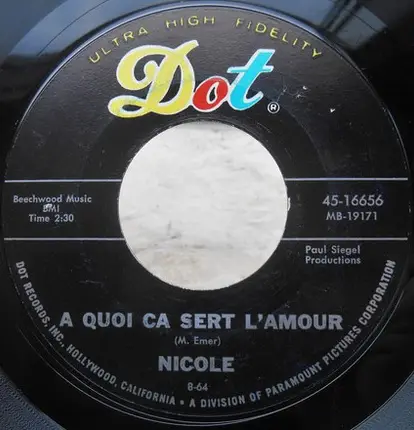 ULTRA HIGH FIDELITY
Dot®
Beechwood Music
BMI
Time 2:30
45-16656
MB-19171
Paul Siegel
Productions
A QUOI CA SERT L'AMOUR
(M. Emer)
NICOLE
8-64
DOT RECORDS, INC., HOLLYWOOD, CALIFORNIA • A DIVISION OF PARAMOUNT PICTURES CORPORATION